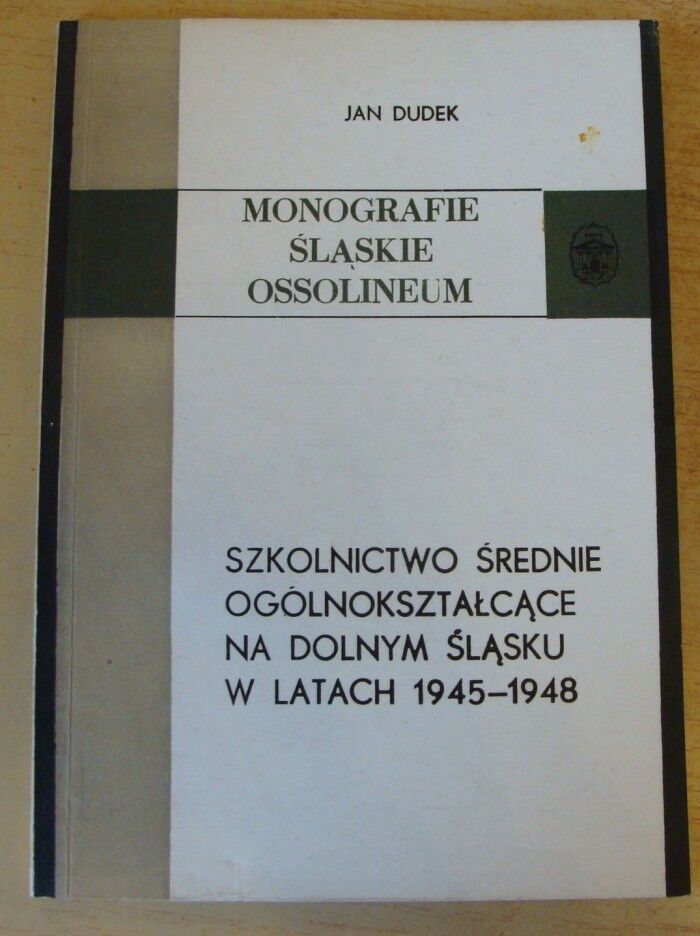 JAN DUDEK
MONOGRAFIE
ŚLĄSKIE
OSSOLINEUM
SZKOLNICTWO ŚREDNIE
OGÓLNOKSZTAŁCĄCE
NA DOLNYM ŚLĄSKU
W LATACH 1945–1948